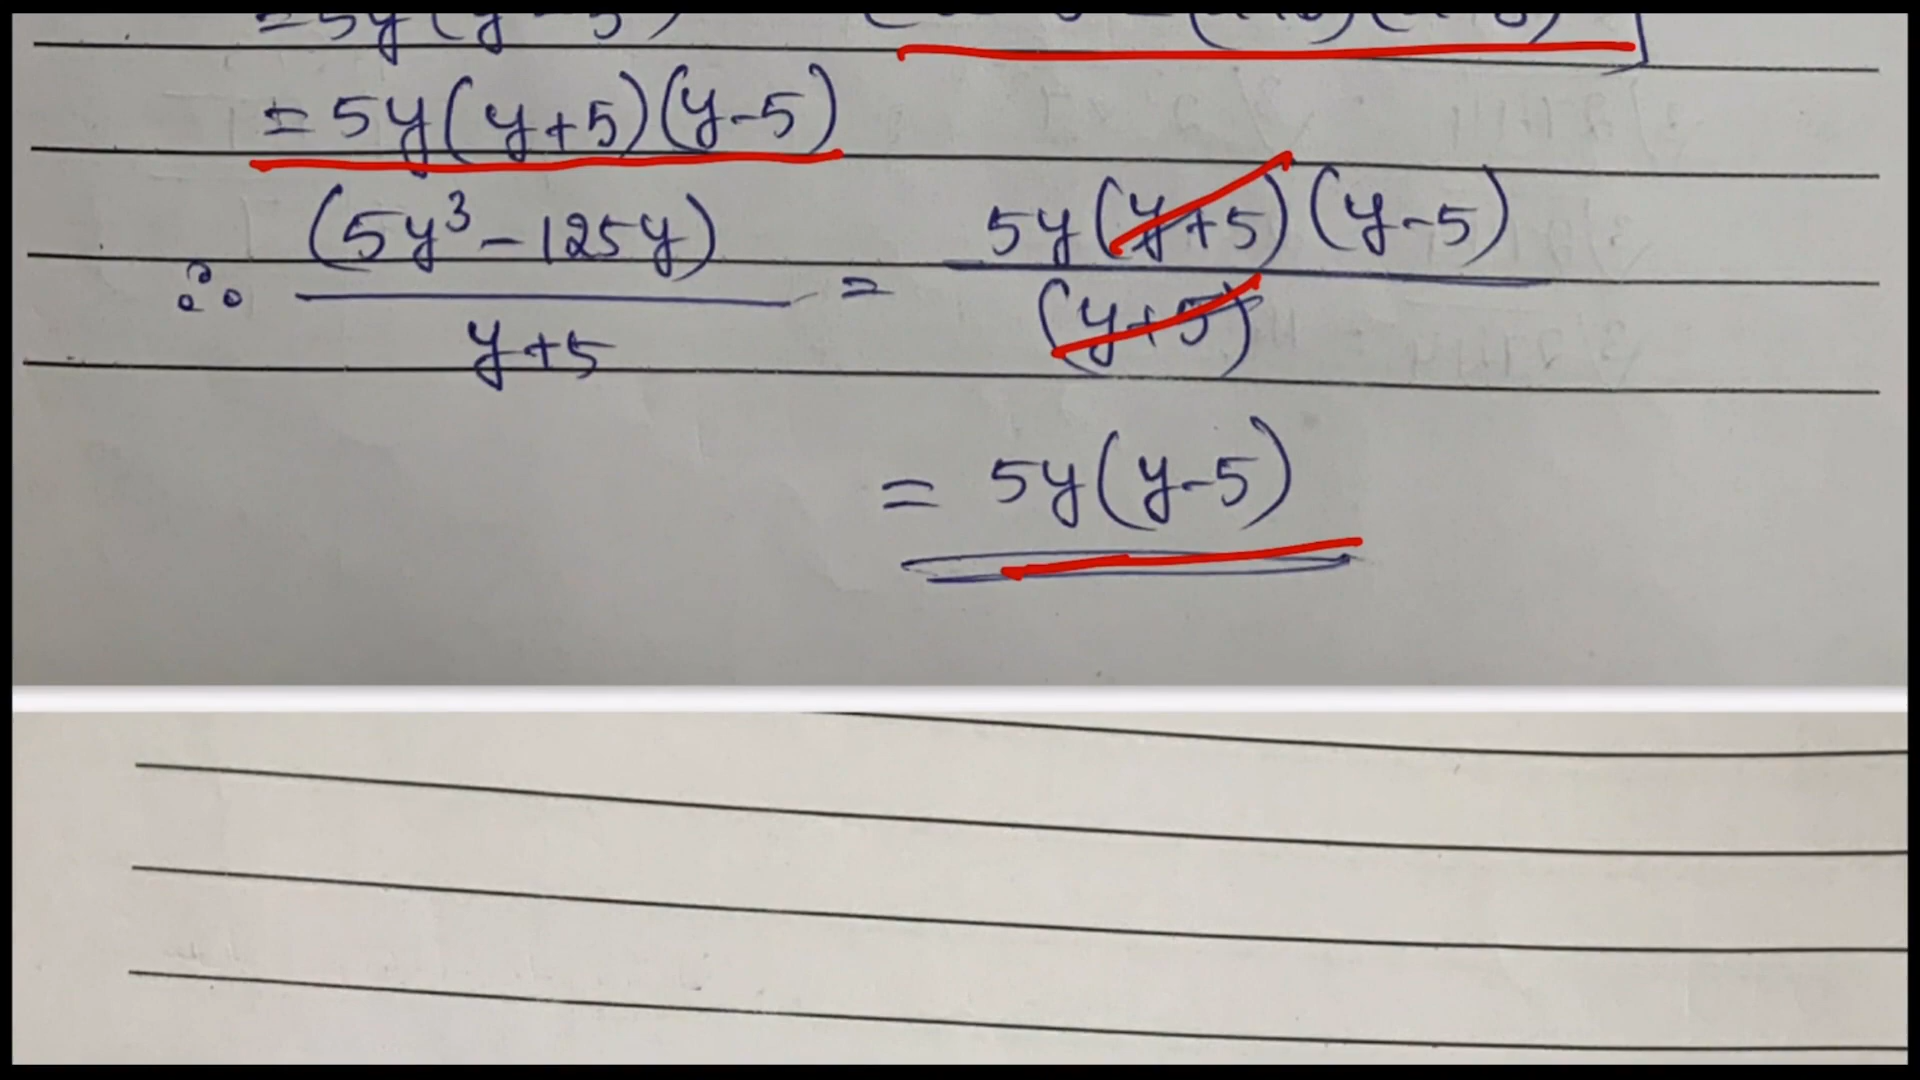 = 5y(y+5)(y-5)
∴ (5y³ - 125y) / y+5 = 5y(y+5)(y-5) / (y+5)
= 5y(y-5)